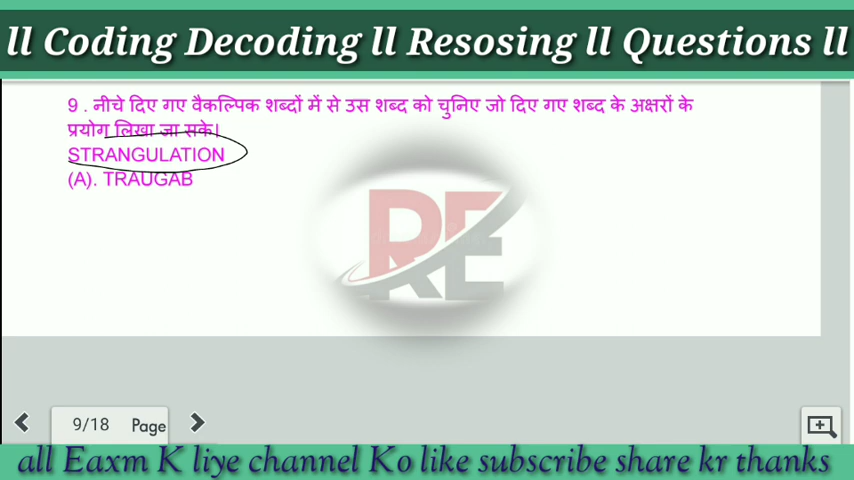 ll Coding Decoding ll Resosing ll Questions ll
9 . नीचे दिए गए वैकल्पिक शब्दों में से उस शब्द को चुनिए जो दिए गए शब्द के अक्षरों के
प्रयोग लिखा जा सके।
STRANGULATION
(A). TRAUGAB
RE
9/18 Page
all Eaxm K liye channel Ko like subscribe share kr thanks